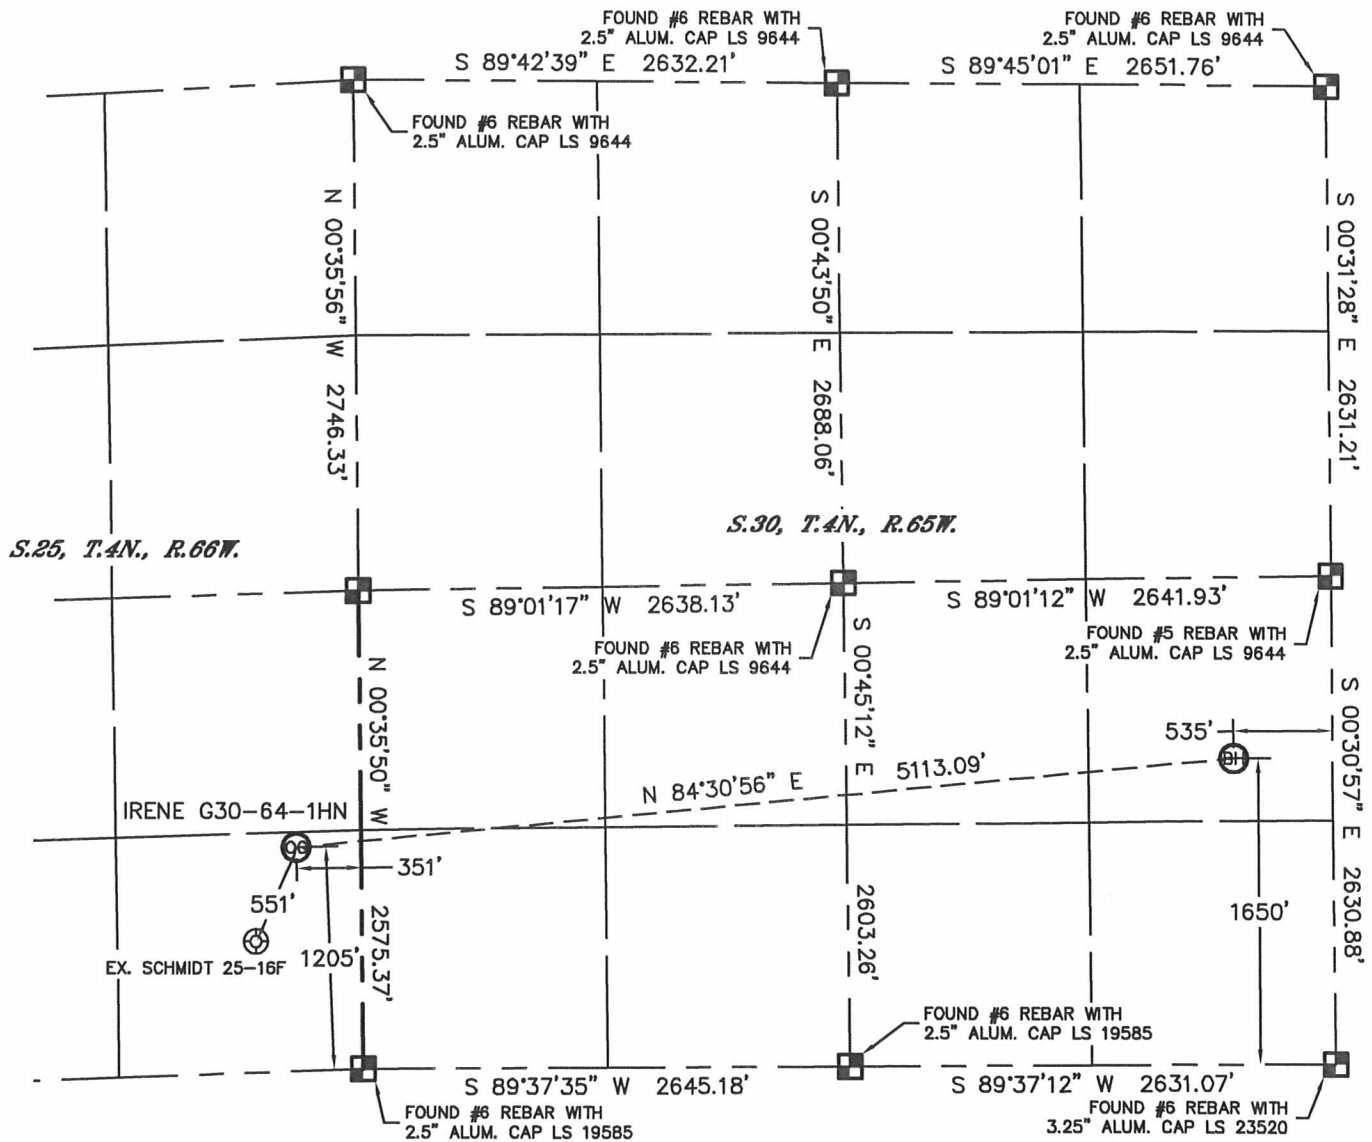 FOUND #6 REBAR WITH
2.5" ALUM. CAP LS 9644
FOUND #6 REBAR WITH
2.5" ALUM. CAP LS 9644
S 89°42'39" E 2632.21'
S 89°45'01" E 2651.76'
FOUND #6 REBAR WITH
2.5" ALUM. CAP LS 9644
N 00°35'56" W 2746.33'
S 00°43'50" E 2688.06'
S 00°31'28" E 2631.21'
S.25, T.4N., R.66W.
S.30, T.4N., R.65W.
S 89°01'17" W 2638.13'
S 89°01'12" W 2641.93'
FOUND #6 REBAR WITH
2.5" ALUM. CAP LS 9644
FOUND #5 REBAR WITH
2.5" ALUM. CAP LS 9644
N 00°35'50" W 2575.37'
S 00°45'12" E 2603.26'
S 00°30'57" E 2630.88'
535'
BH
N 84°30'56" E 5113.09'
IRENE G30-64-1HN
OG
351'
551'
1205'
1650'
EX. SCHMIDT 25-16F
FOUND #6 REBAR WITH
2.5" ALUM. CAP LS 19585
S 89°37'35" W 2645.18'
S 89°37'12" W 2631.07'
FOUND #6 REBAR WITH
2.5" ALUM. CAP LS 19585
FOUND #6 REBAR WITH
3.25" ALUM. CAP LS 23520